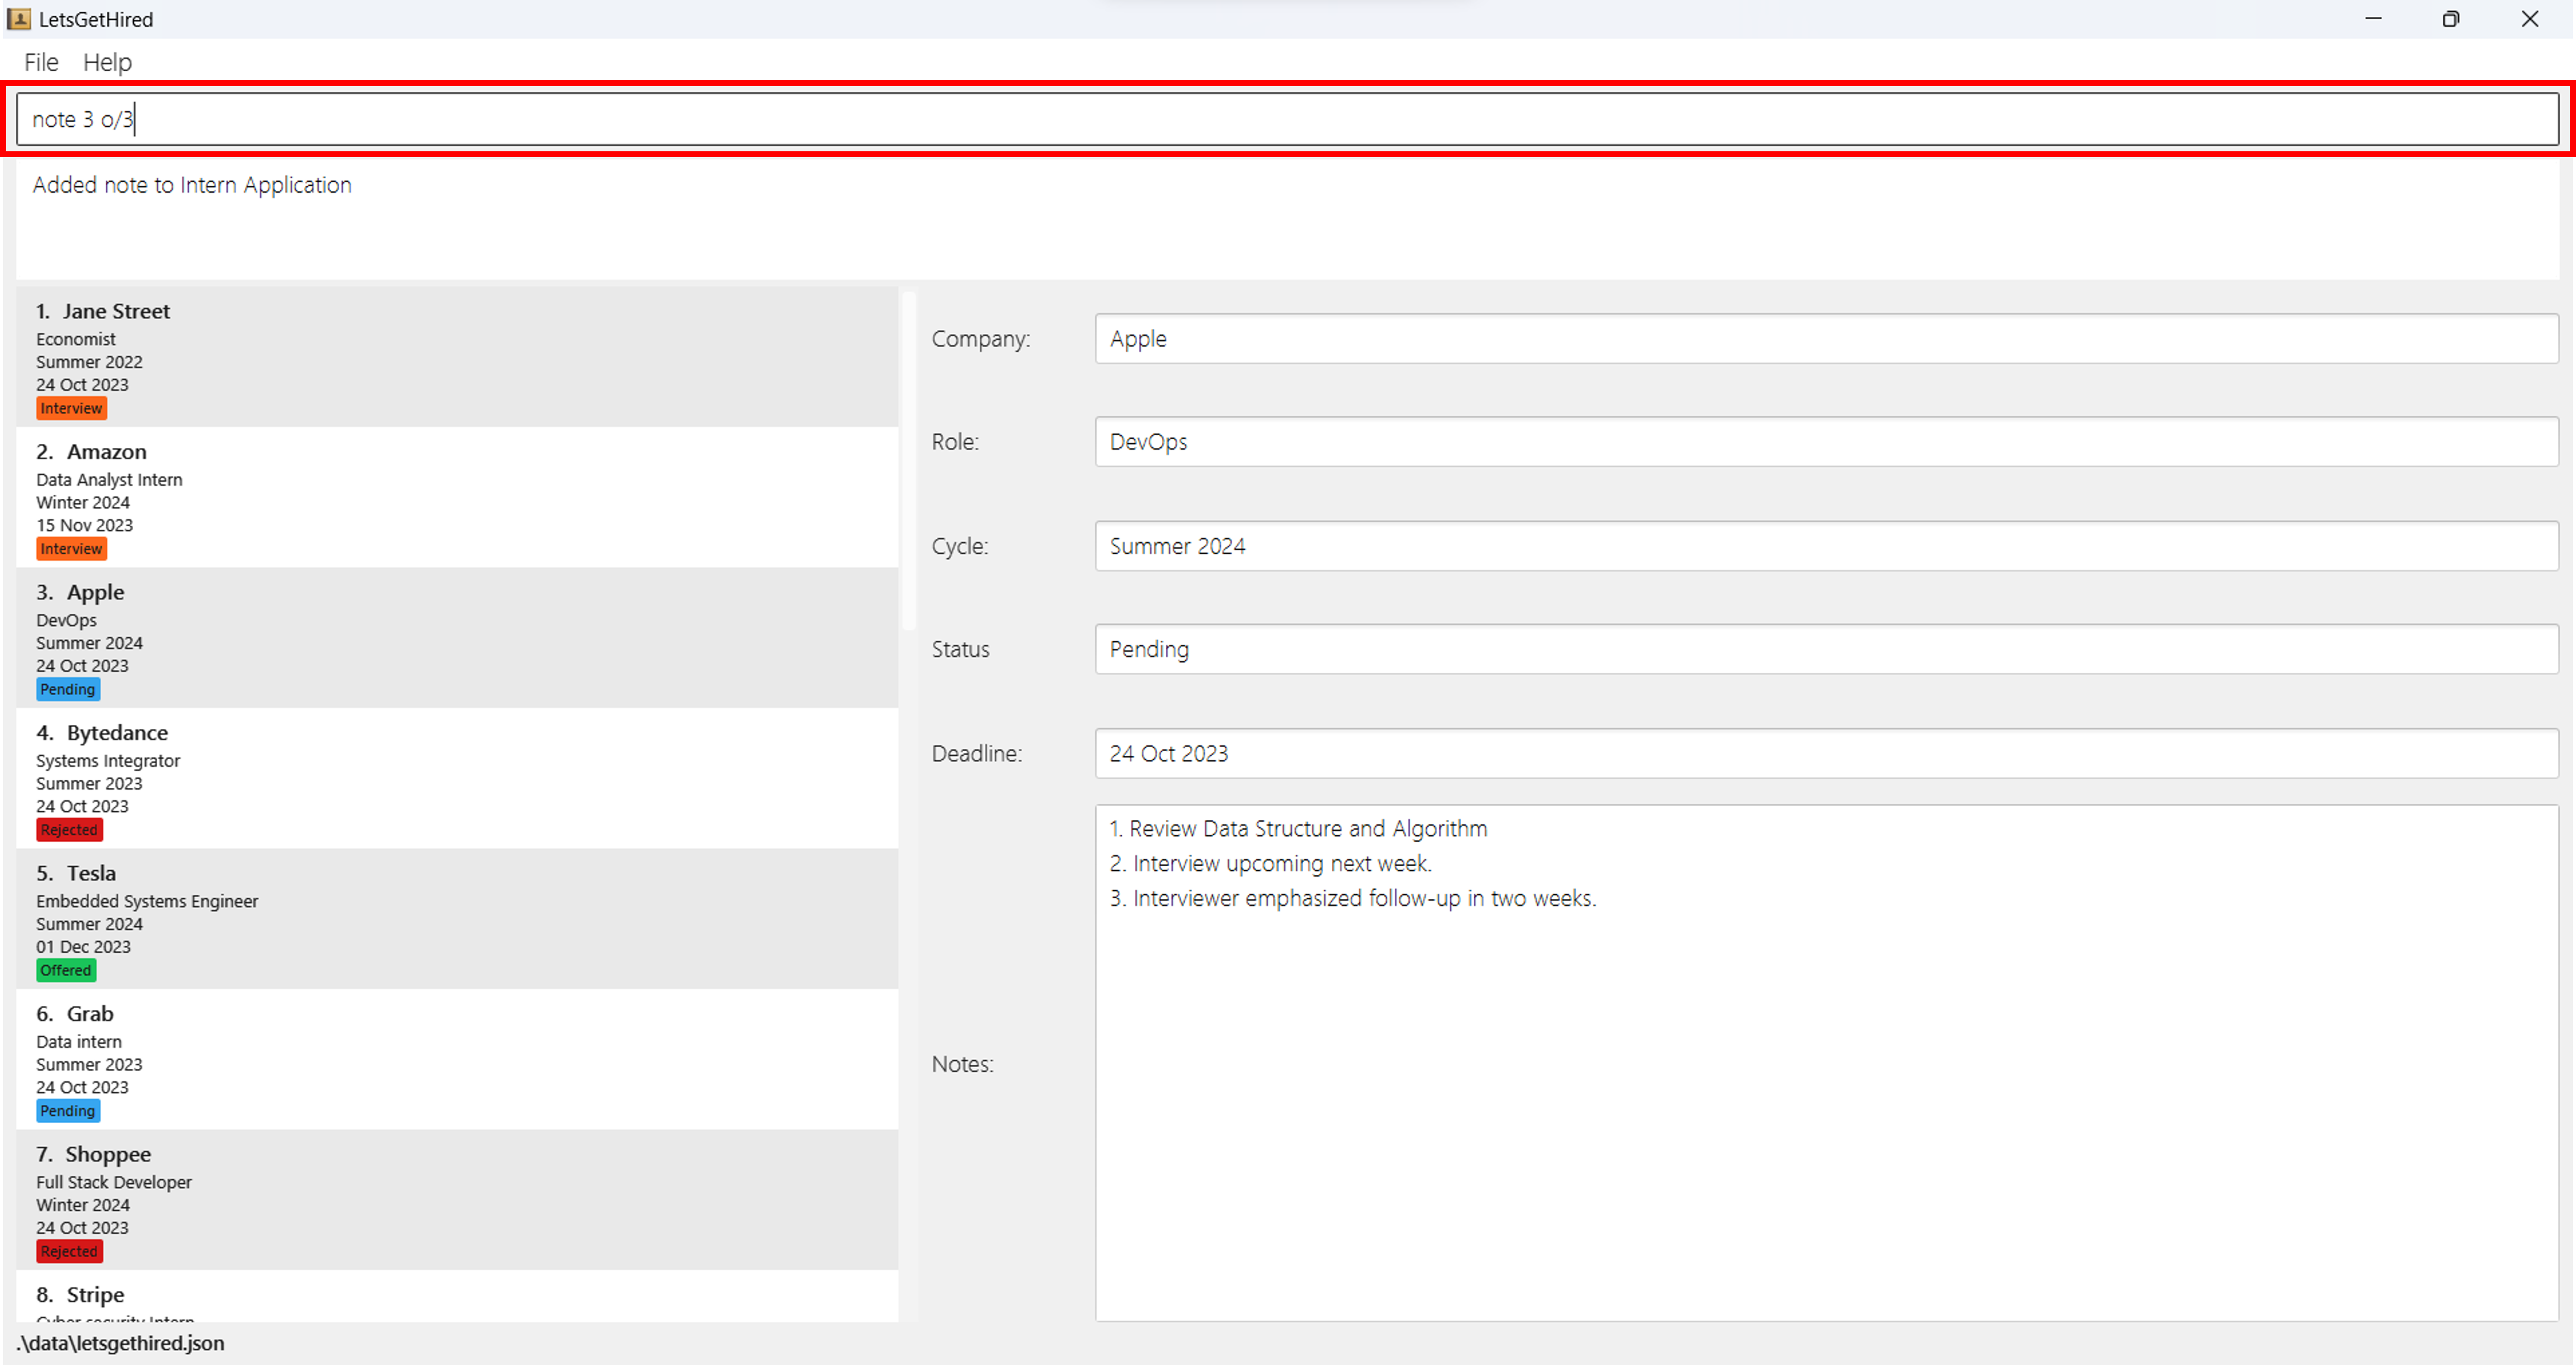 LetsGetHired
File Help
note 3 o/3
Added note to Intern Application
1. Jane Street
Economist
Summer 2022
24 Oct 2023
Interview
2. Amazon
Data Analyst Intern
Winter 2024
15 Nov 2023
Interview
3. Apple
DevOps
Summer 2024
24 Oct 2023
Pending
4. Bytedance
Systems Integrator
Summer 2023
24 Oct 2023
Rejected
5. Tesla
Embedded Systems Engineer
Summer 2024
01 Dec 2023
Offered
6. Grab
Data intern
Summer 2023
24 Oct 2023
Pending
7. Shoppee
Full Stack Developer
Winter 2024
24 Oct 2023
Rejected
8. Stripe
Cyber security Intern
Company: Apple
Role: DevOps
Cycle: Summer 2024
Status Pending
Deadline: 24 Oct 2023
Notes:
1. Review Data Structure and Algorithm
2. Interview upcoming next week.
3. Interviewer emphasized follow-up in two weeks.
.\data\letsgethired.json